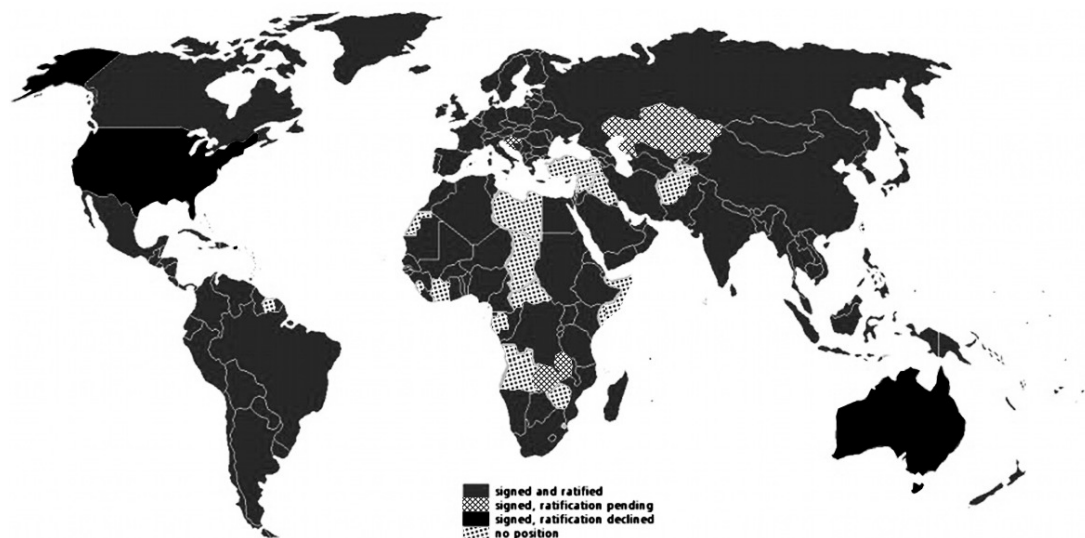 signed and ratified
signed, ratification pending
signed, ratification declined
no position